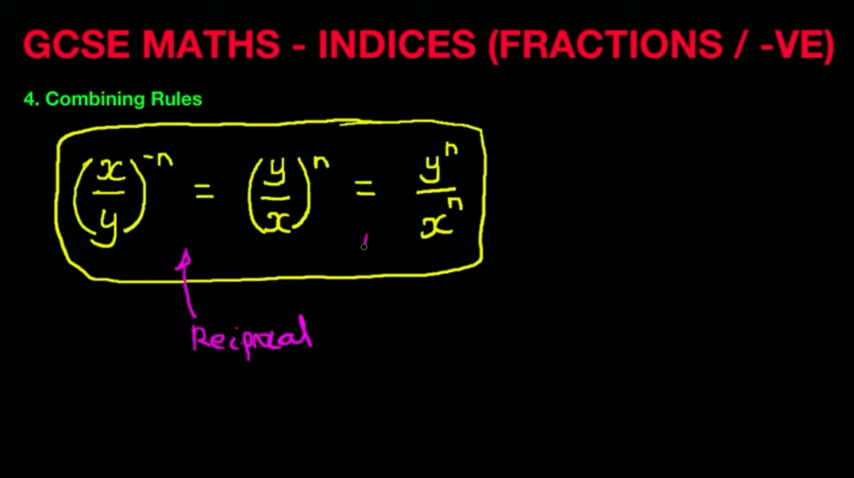 GCSE MATHS - INDICES (FRACTIONS / -VE)
4. Combining Rules
(x/y)^-n = (y/x)^n = y^n/x^n
Reciprocal